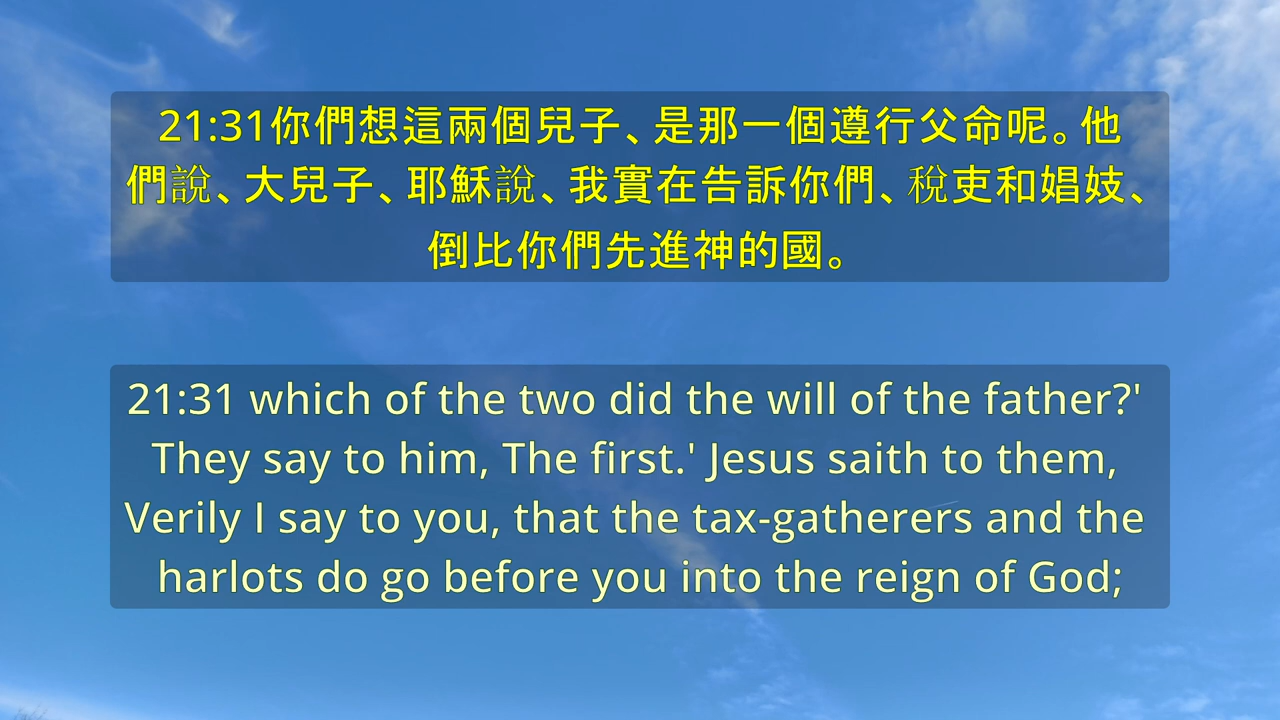 21:31你們想這兩個兒子、是那一個遵行父命呢。他
們說、大兒子、耶穌說、我實在告訴你們、稅吏和娼妓、
倒比你們先進神的國。
21:31 which of the two did the will of the father?'
They say to him, The first.' Jesus saith to them,
Verily I say to you, that the tax-gatherers and the
harlots do go before you into the reign of God;